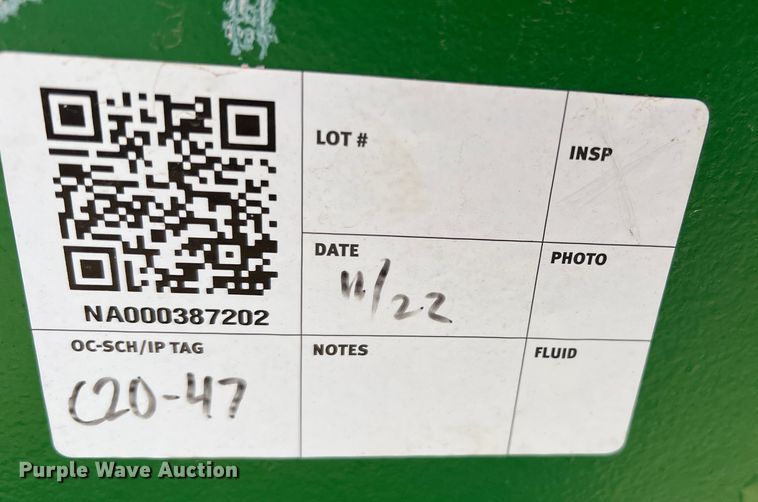 LOT #
INSP
DATE
11/22
PHOTO
NA000387202
OC-SCH/IP TAG
C20-47
NOTES
FLUID
Purple Wave Auction